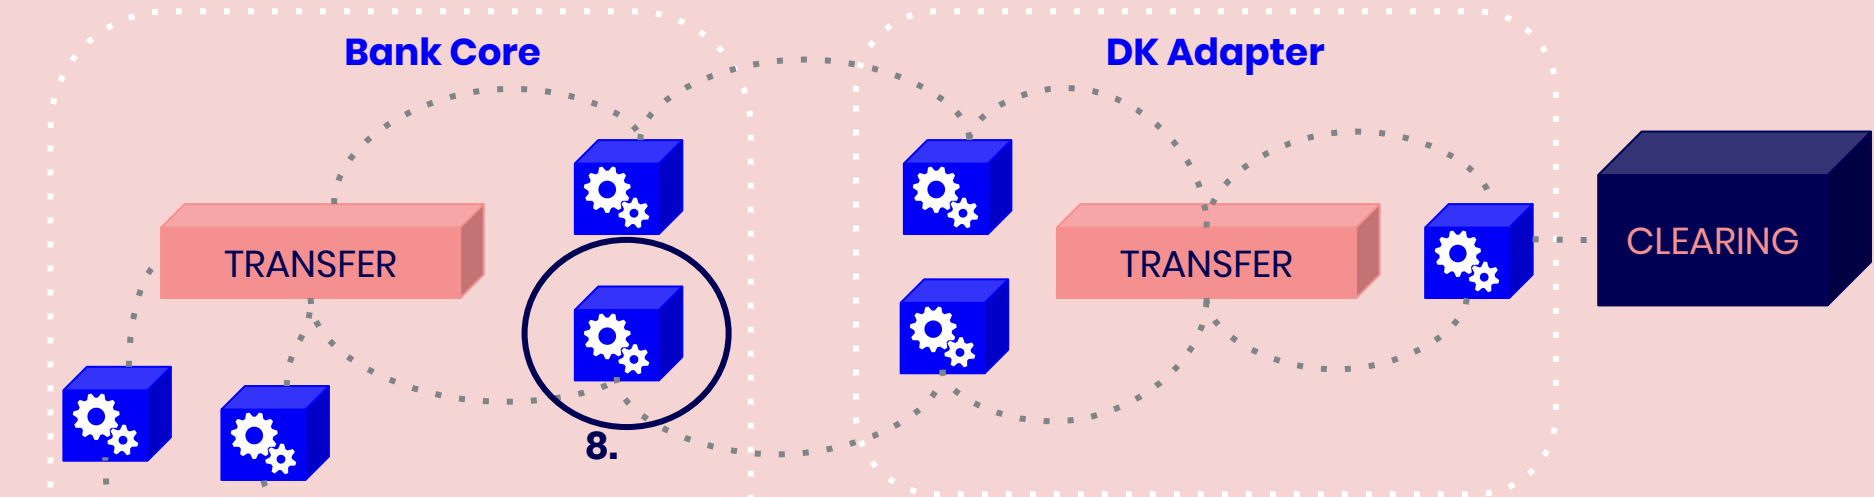 Bank Core
DK Adapter
TRANSFER
TRANSFER
CLEARING
8.